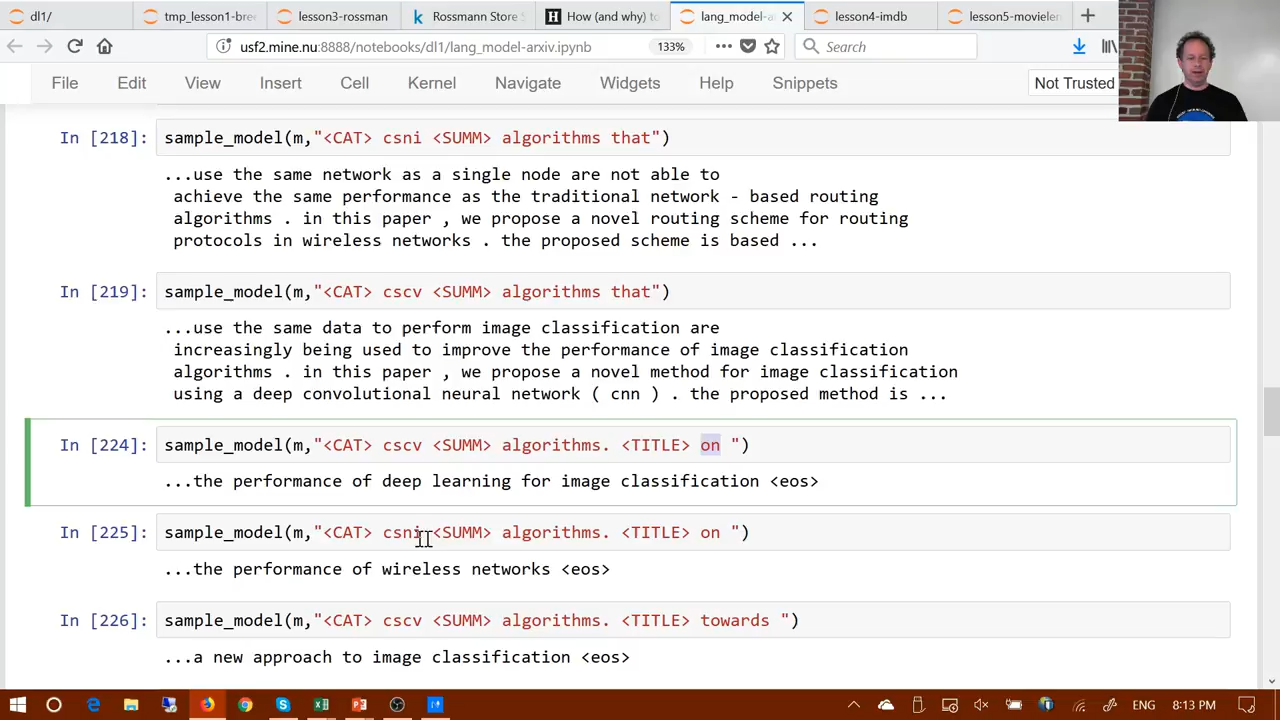 dl1/
tmp_lesson1-bre
lesson3-rossman
Rossmann Store S
How (and why) to
lang_model-a
lesson4-imdb
lesson5-movielen
usf2.mine.nu:8888/notebooks/dl1/lang_model-arxiv.ipynb
133%
Search
File Edit View Insert Cell Kernel Navigate Widgets Help Snippets
Not Trusted
In [218]: sample_model(m,"<CAT> csni <SUMM> algorithms that")
...use the same network as a single node are not able to
achieve the same performance as the traditional network - based routing
algorithms . in this paper , we propose a novel routing scheme for routing
protocols in wireless networks . the proposed scheme is based ...
In [219]: sample_model(m,"<CAT> cscv <SUMM> algorithms that")
...use the same data to perform image classification are
increasingly being used to improve the performance of image classification
algorithms . in this paper , we propose a novel method for image classification
using a deep convolutional neural network ( cnn ) . the proposed method is ...
In [224]: sample_model(m,"<CAT> cscv <SUMM> algorithms. <TITLE> on ")
...the performance of deep learning for image classification <eos>
In [225]: sample_model(m,"<CAT> csni <SUMM> algorithms. <TITLE> on ")
...the performance of wireless networks <eos>
In [226]: sample_model(m,"<CAT> cscv <SUMM> algorithms. <TITLE> towards ")
...a new approach to image classification <eos>
ENG 8:13 PM